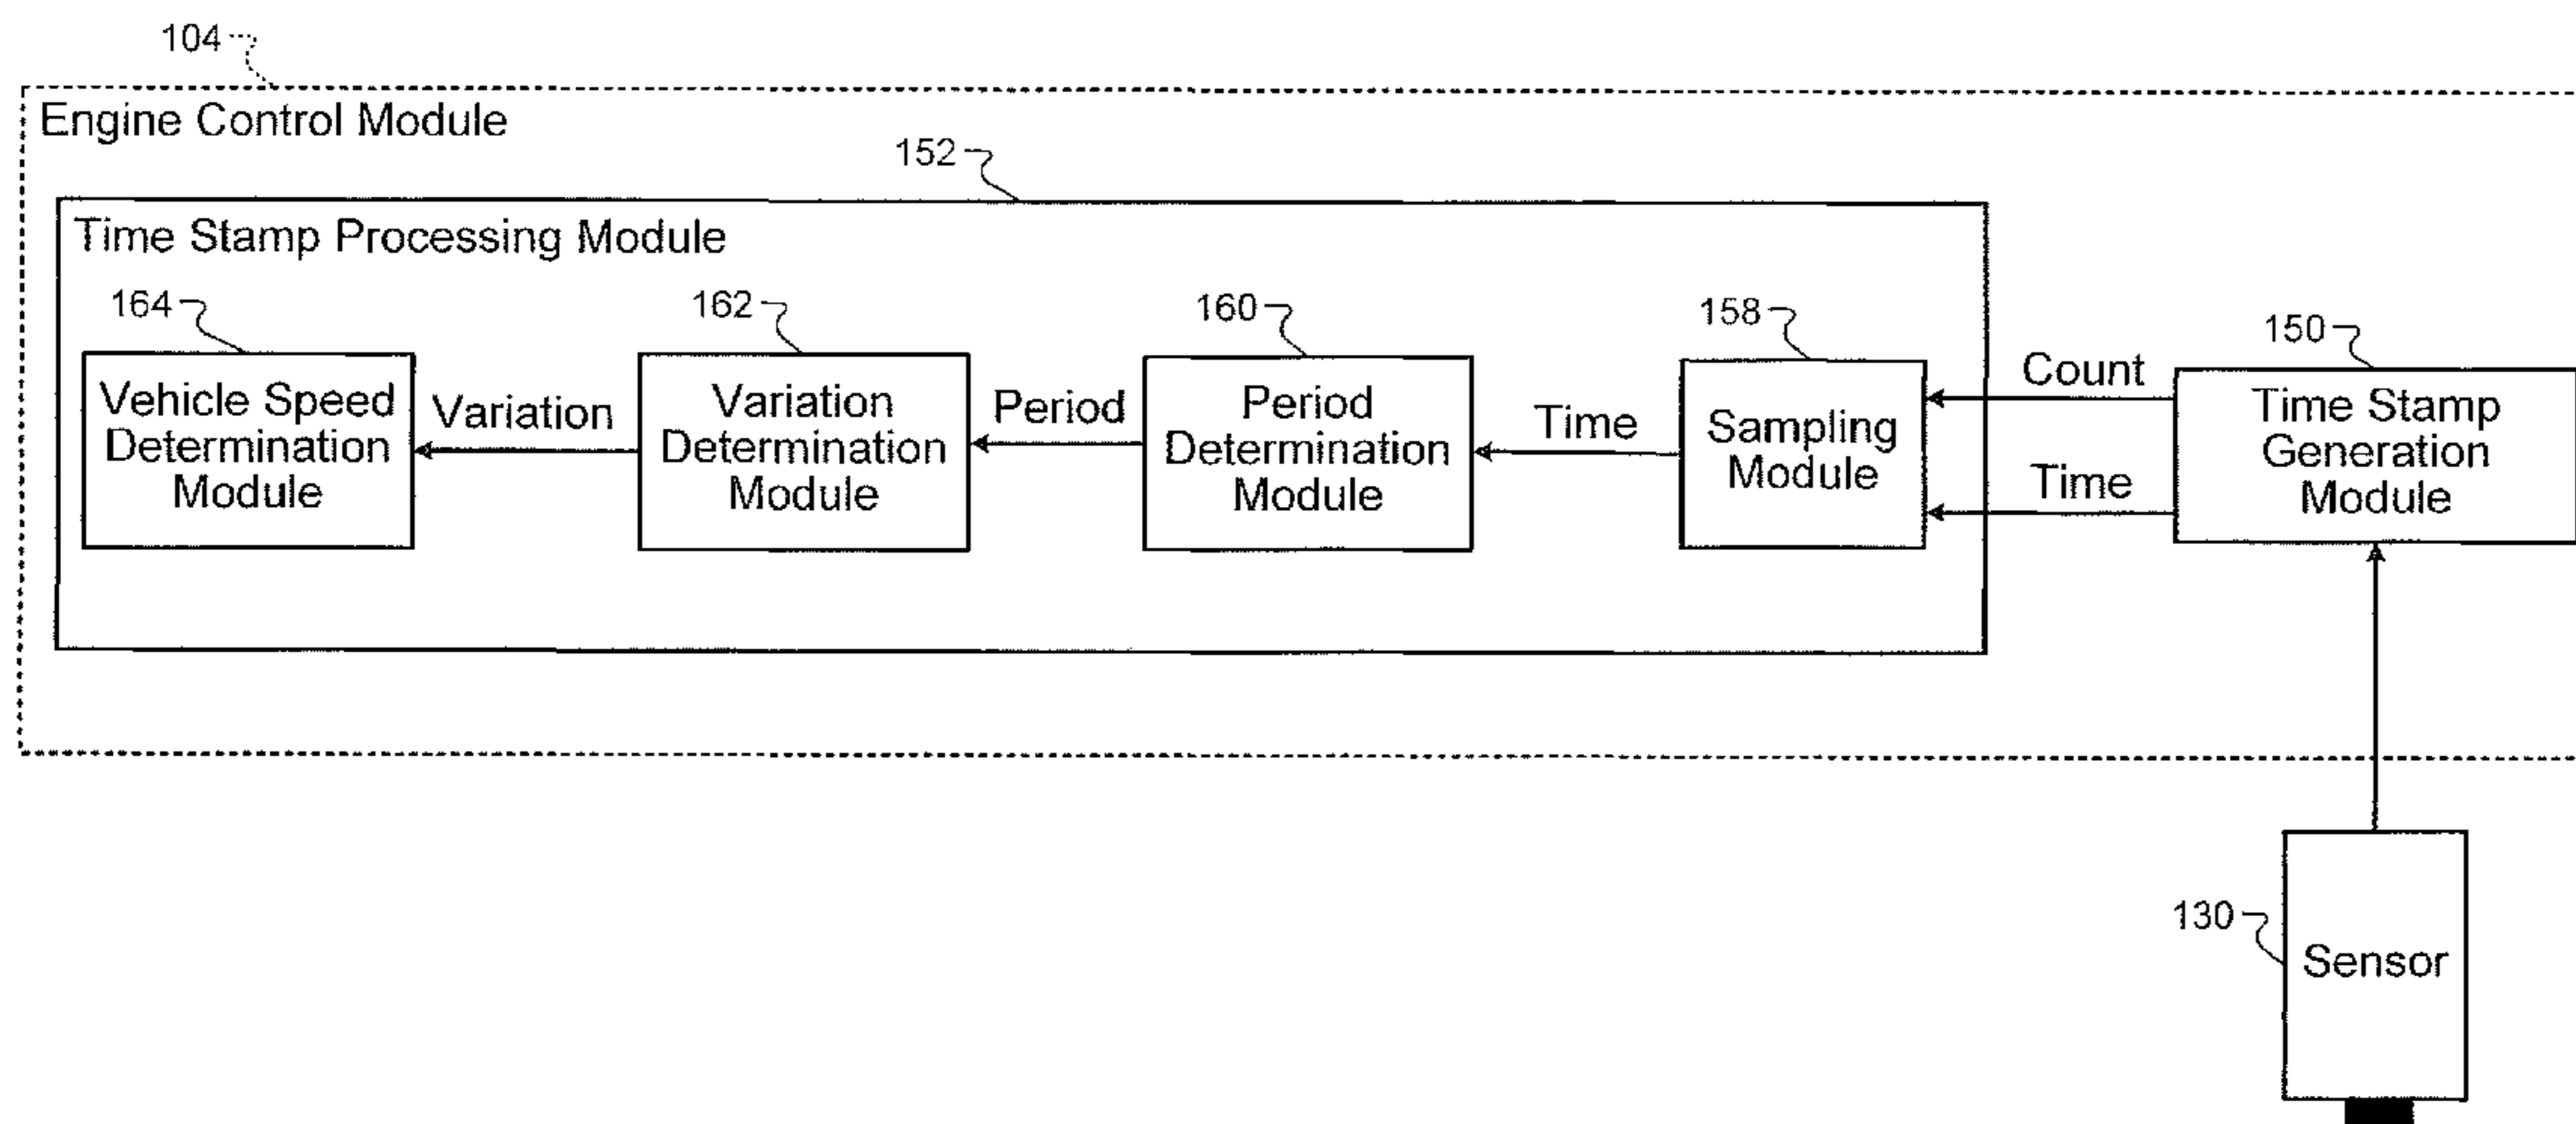 104
Engine Control Module
152
Time Stamp Processing Module
164
162
160
158
150
Vehicle Speed
Determination
Module
Variation
Variation
Determination
Module
Period
Period
Determination
Module
Time
Sampling
Module
Count
Time
Time Stamp
Generation
Module
130
Sensor